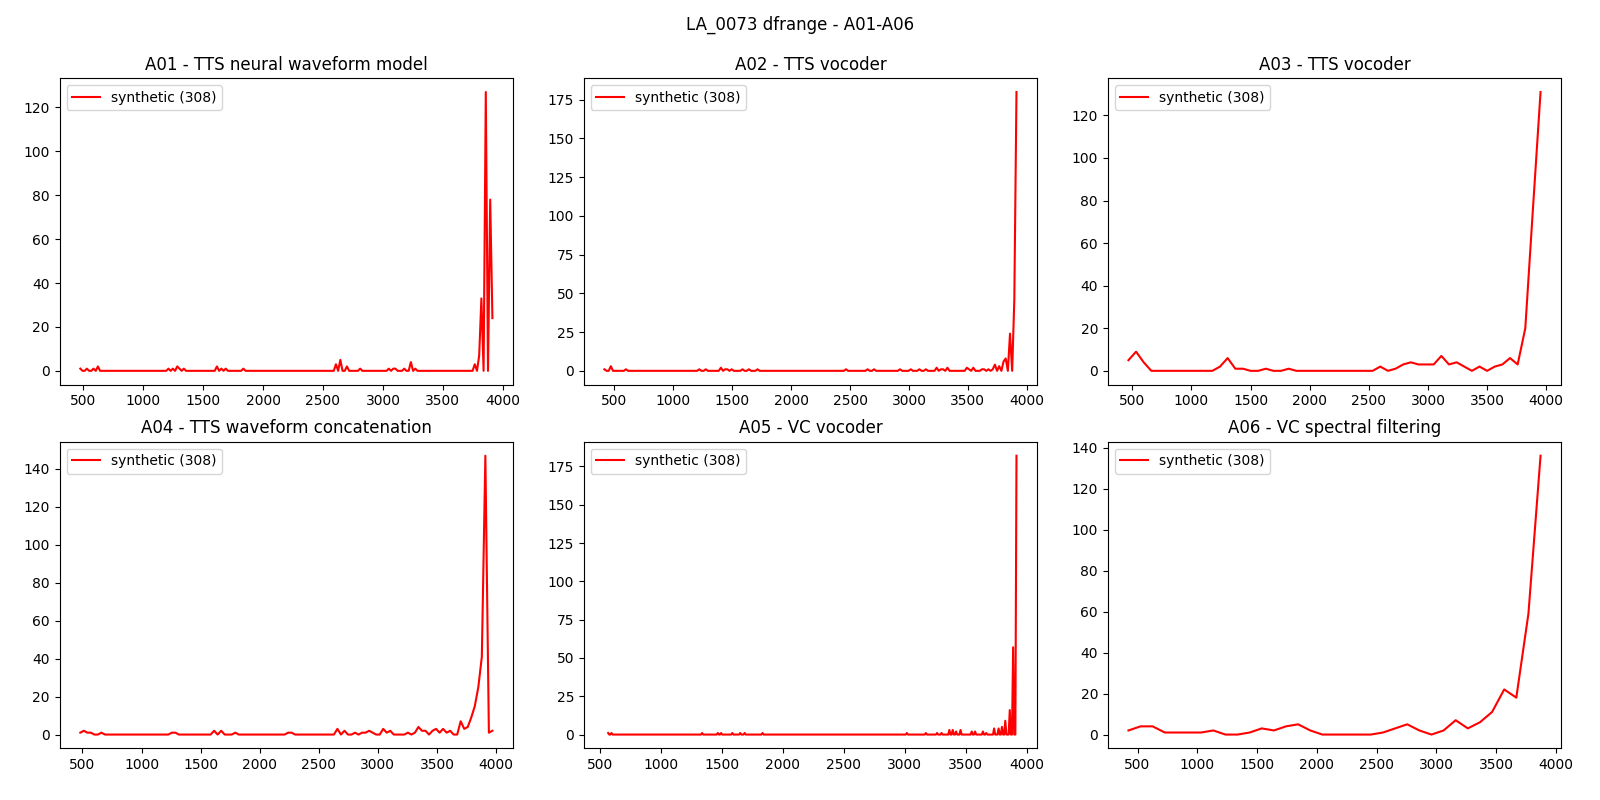 LA_0073 dfrange - A01-A06
A01 - TTS neural waveform model
synthetic (308)
120
100
80
60
40
20
0
500 1000 1500 2000 2500 3000 3500 4000
A02 - TTS vocoder
synthetic (308)
175
150
125
100
75
50
25
0
500 1000 1500 2000 2500 3000 3500 4000
A03 - TTS vocoder
synthetic (308)
120
100
80
60
40
20
0
500 1000 1500 2000 2500 3000 3500 4000
A04 - TTS waveform concatenation
synthetic (308)
140
120
100
80
60
40
20
0
500 1000 1500 2000 2500 3000 3500 4000
A05 - VC vocoder
synthetic (308)
175
150
125
100
75
50
25
0
500 1000 1500 2000 2500 3000 3500 4000
A06 - VC spectral filtering
synthetic (308)
140
120
100
80
60
40
20
0
500 1000 1500 2000 2500 3000 3500 4000